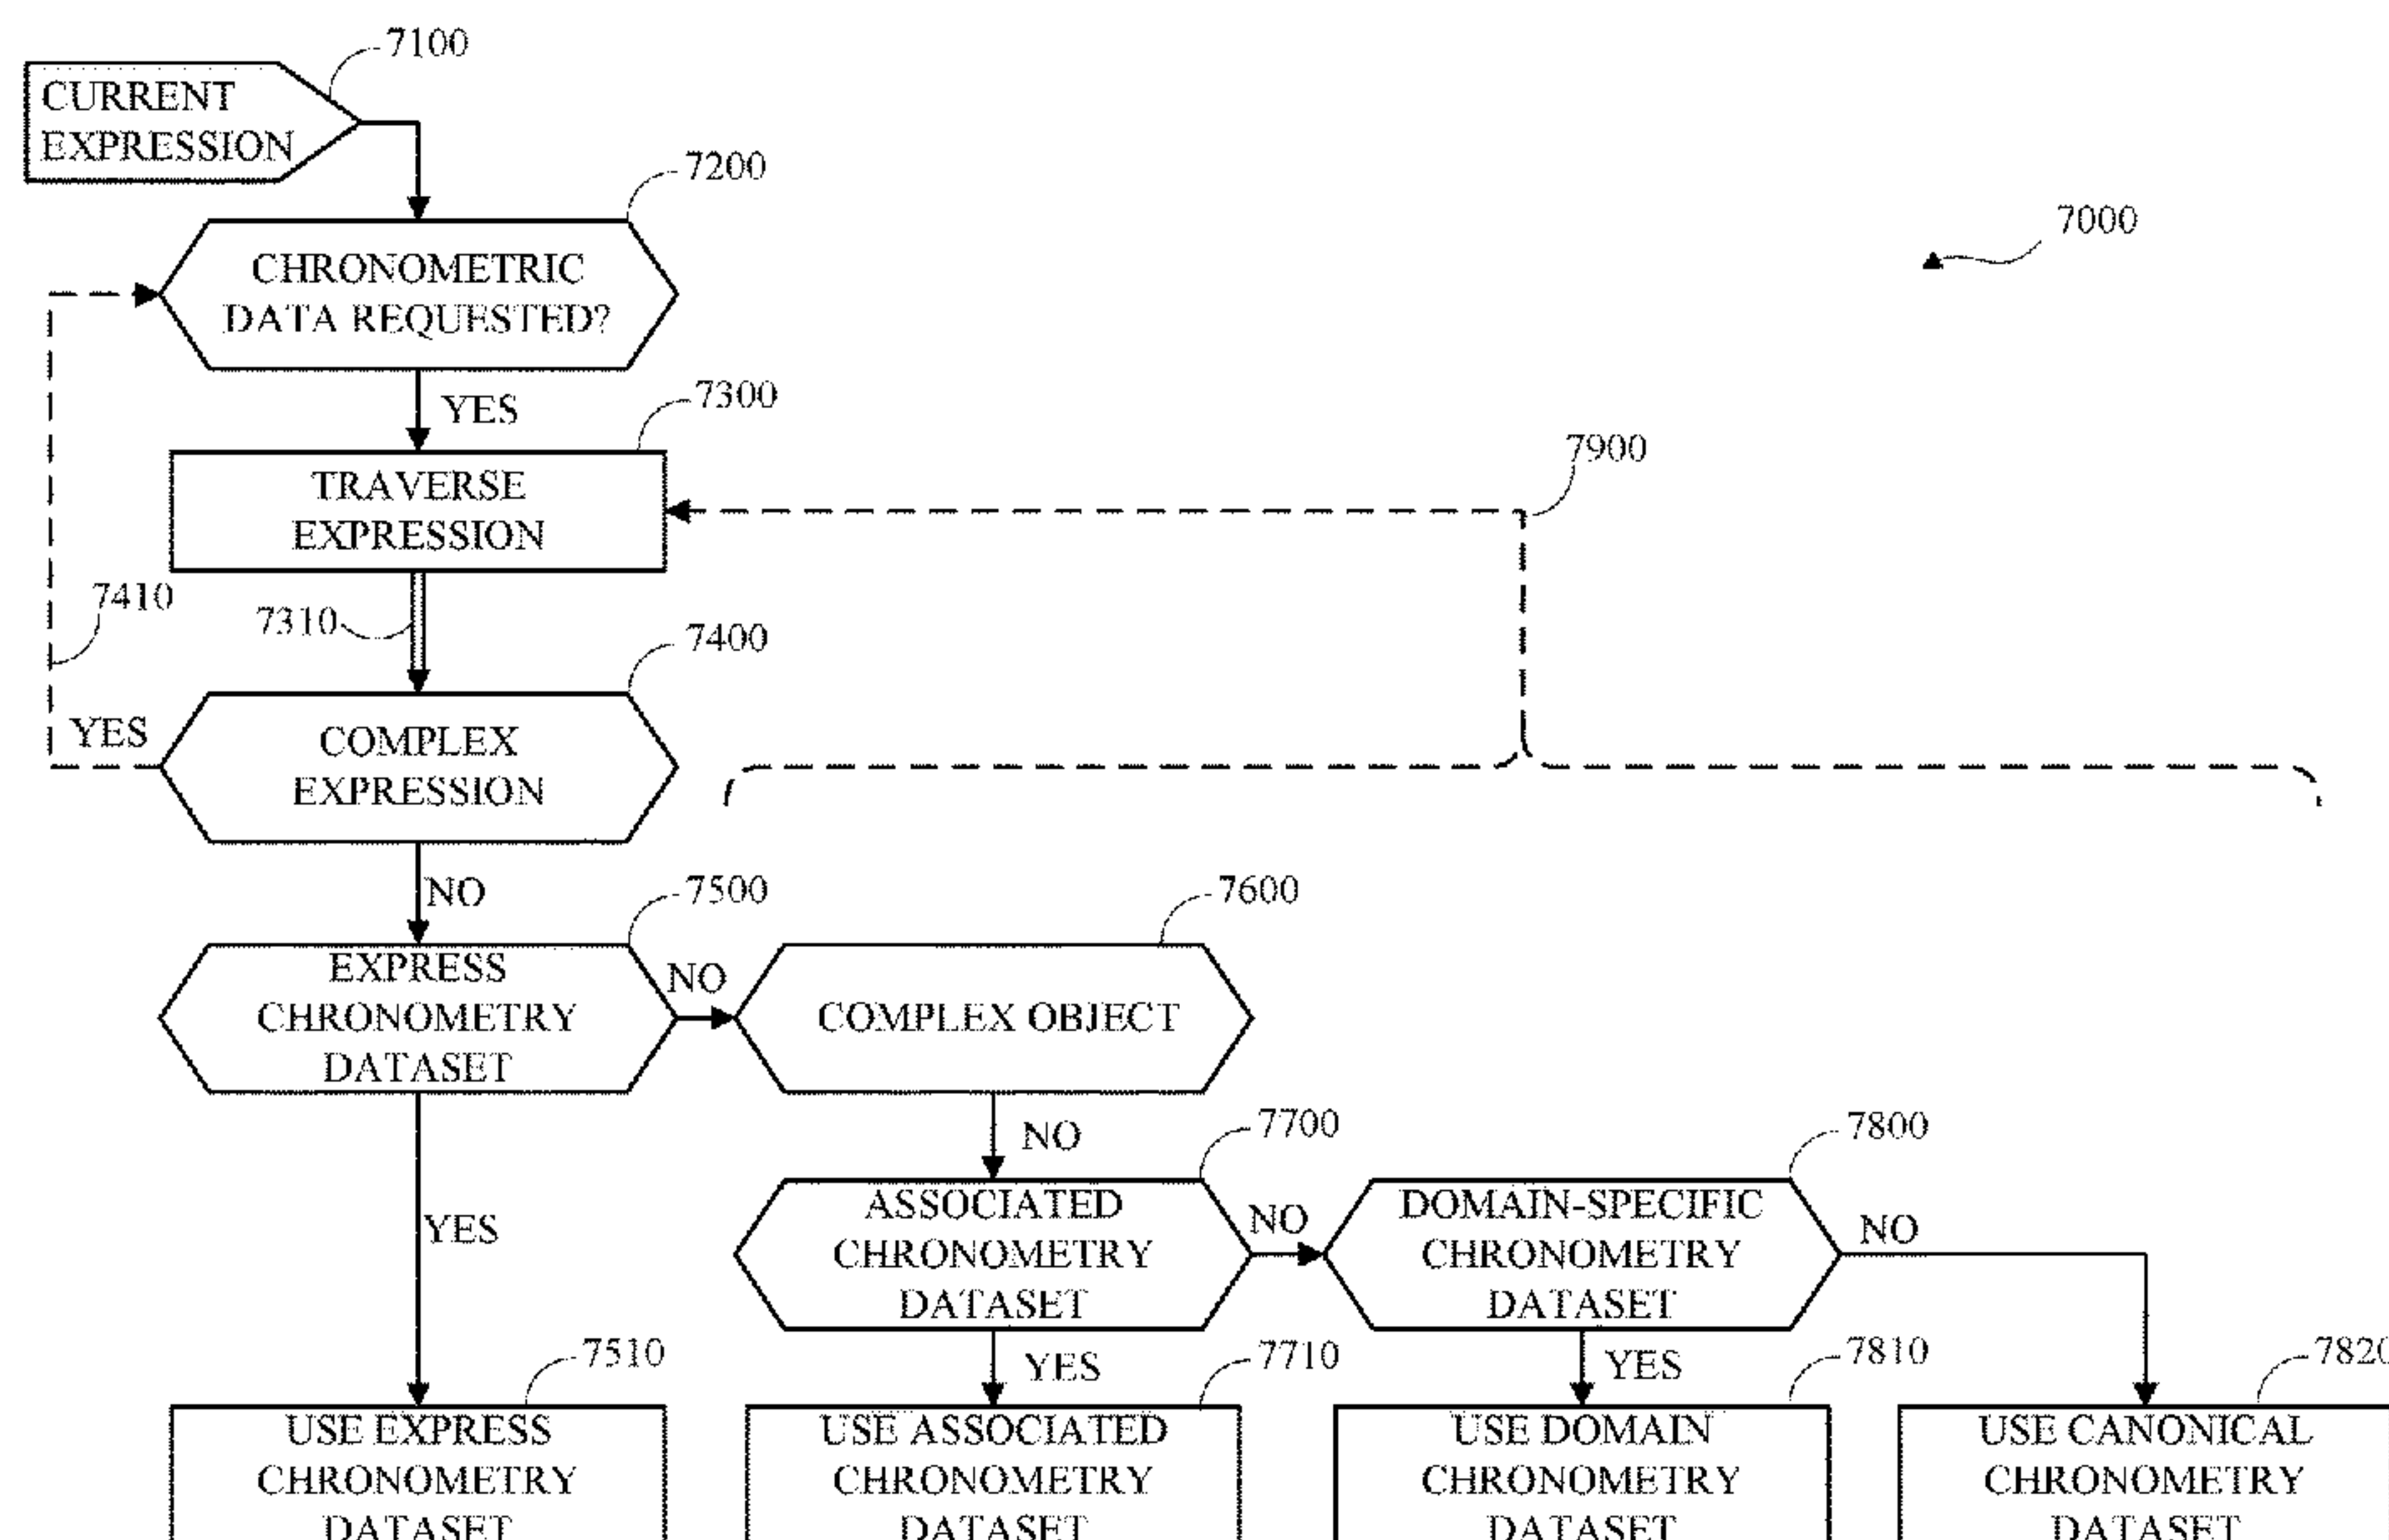 7100
CURRENT
EXPRESSION
7200
CHRONOMETRIC
DATA REQUESTED?
7000
YES
7300
TRAVERSE
EXPRESSION
7900
7410
7310
7400
YES
COMPLEX
EXPRESSION
NO
7500
7600
EXPRESS
CHRONOMETRY
DATASET
NO
COMPLEX OBJECT
NO
7700
7800
YES
ASSOCIATED
CHRONOMETRY
DATASET
NO
DOMAIN-SPECIFIC
CHRONOMETRY
DATASET
NO
7510
YES
7710
YES
7810
7820
USE EXPRESS
CHRONOMETRY
DATASET
USE ASSOCIATED
CHRONOMETRY
DATASET
USE DOMAIN
CHRONOMETRY
DATASET
USE CANONICAL
CHRONOMETRY
DATASET